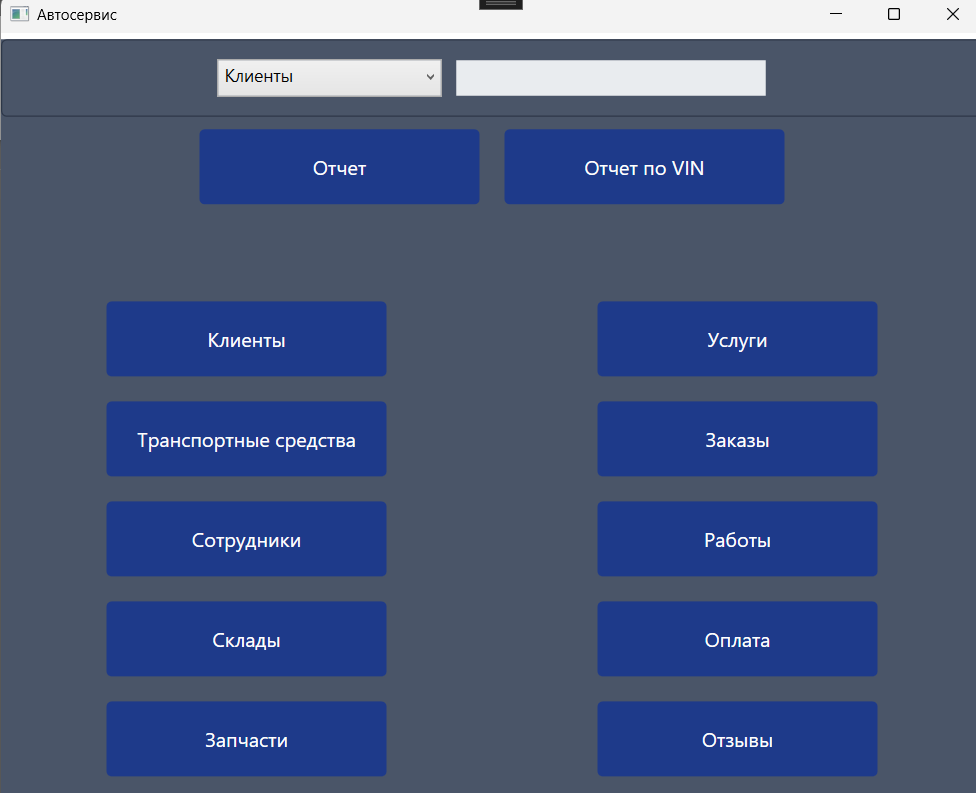 Автосервис
Клиенты
Отчет
Отчет по VIN
Клиенты
Услуги
Транспортные средства
Заказы
Сотрудники
Работы
Склады
Оплата
Запчасти
Отзывы